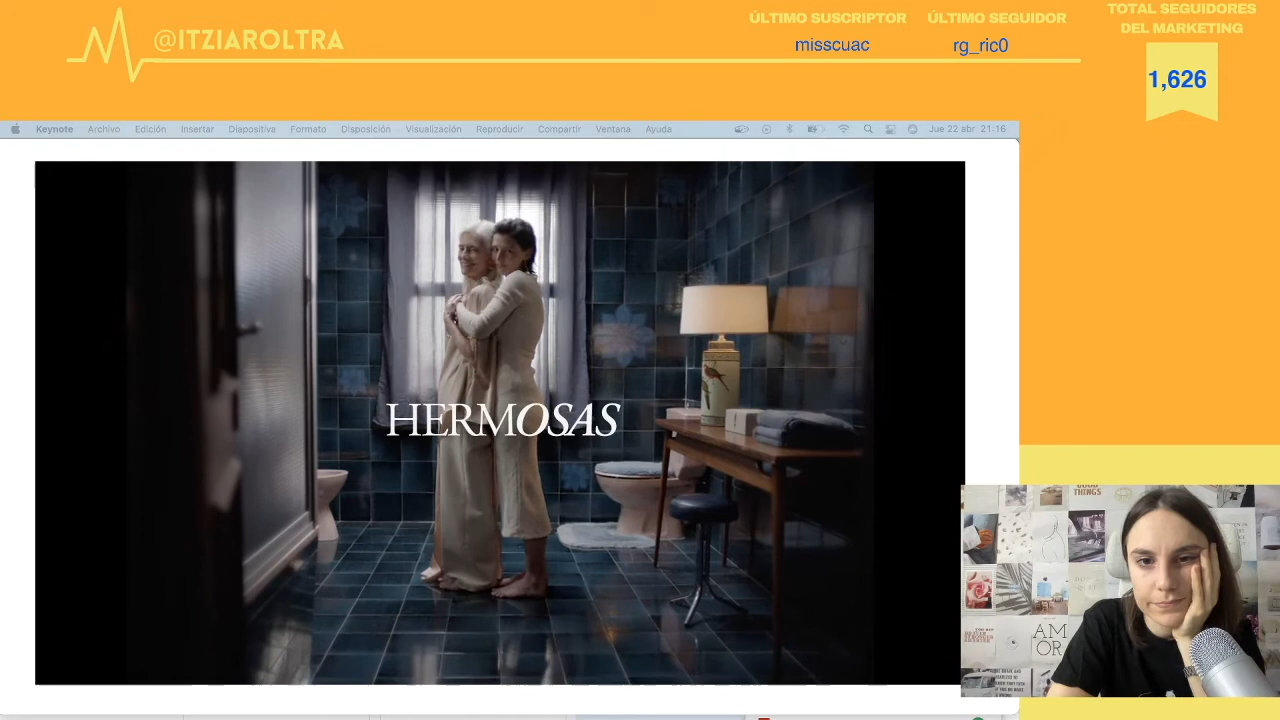 @ITZIAROLTRA
ÚLTIMO SUSCRIPTOR
misscuac
ÚLTIMO SEGUIDOR
rg_ric0
TOTAL SEGUIDORES
DEL MARKETING
1,626
Keynote Archivo Edición Insertar Diapositiva Formato Disposición Visualización Reproducir Compartir Ventana Ayuda Jue 22 abr 21:16
HERMOSAS
THINGS
AM
OR